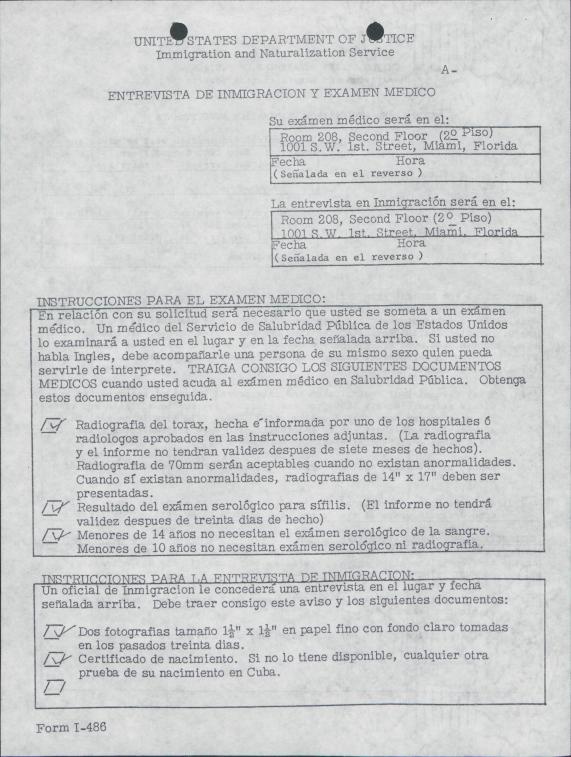 UNITED STATES DEPARTMENT OF JUSTICE
Immigration and Naturalization Service
A-
ENTREVISTA DE INMIGRACION Y EXAMEN MEDICO
Su exámen médico será en el:
Room 208, Second Floor (2º Piso)
1001 S.W. 1st. Street, Miami, Florida
Fecha Hora
(Señalada en el reverso )
La entrevista en Inmigración será en el:
Room 208, Second Floor (2º Piso)
1001 S.W. 1st. Street, Miami, Florida
Fecha Hora
(Señalada en el reverso )
INSTRUCCIONES PARA EL EXAMEN MEDICO:
En relación con su solicitud será necesario que usted se someta a un exámen
médico. Un médico del Servicio de Salubridad Pública de los Estados Unidos
lo examinará a usted en el lugar y en la fecha señalada arriba. Si usted no
habla Ingles, debe acompañarle una persona de su mismo sexo quien pueda
servirle de interprete. TRAIGA CONSIGO LOS SIGUIENTES DOCUMENTOS
MEDICOS cuando usted acuda al exámen médico en Salubridad Pública. Obtenga
estos documentos enseguida.
Radiografia del torax, hecha é informada por uno de los hospitales ó
radiologos aprobados en las instrucciones adjuntas. (La radiografia
y el informe no tendran validez despues de siete meses de hechos).
Radiografia de 70mm serán aceptables cuando no existan anormalidades.
Cuando sí existan anormalidades, radiografias de 14" x 17" deben ser
presentadas.
Resultado del exámen serológico para sífilis. (El informe no tendrá
validez despues de treinta dias de hecho)
Menores de 14 años no necesitan el exámen serológico de la sangre.
Menores de 10 años no necesitan exámen serológico ni radiografía.
INSTRUCCIONES PARA LA ENTREVISTA DE INMIGRACION:
Un oficial de Inmigracion le concederá una entrevista en el lugar y fecha
señalada arriba. Debe traer consigo este aviso y los siguientes documentos:
Dos fotografias tamaño 1½" x 1½" en papel fino con fondo claro tomadas
en los pasados treinta dias.
Certificado de nacimiento. Si no lo tiene disponible, cualquier otra
prueba de su nacimiento en Cuba.
Form I-486